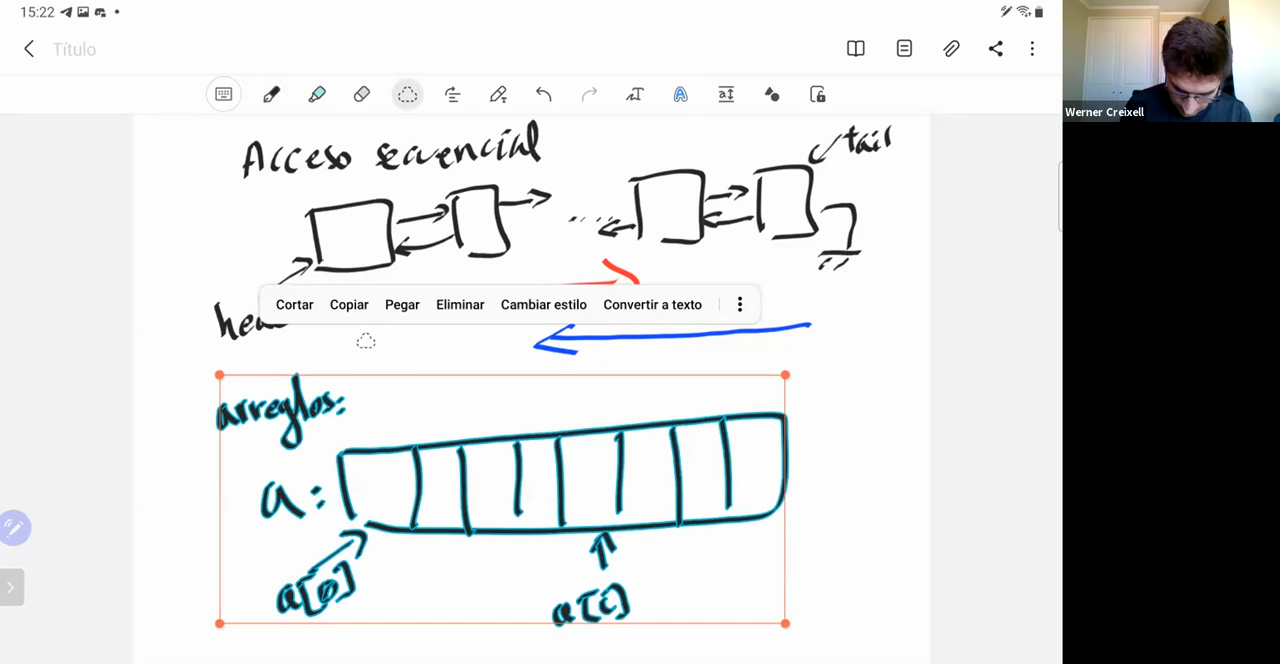 15:22
Título
Werner Creixell
Acceso secuencial
tail
Cortar Copiar Pegar Eliminar Cambiar estilo Convertir a texto
arreglos:
a:
a[0]
a[i]